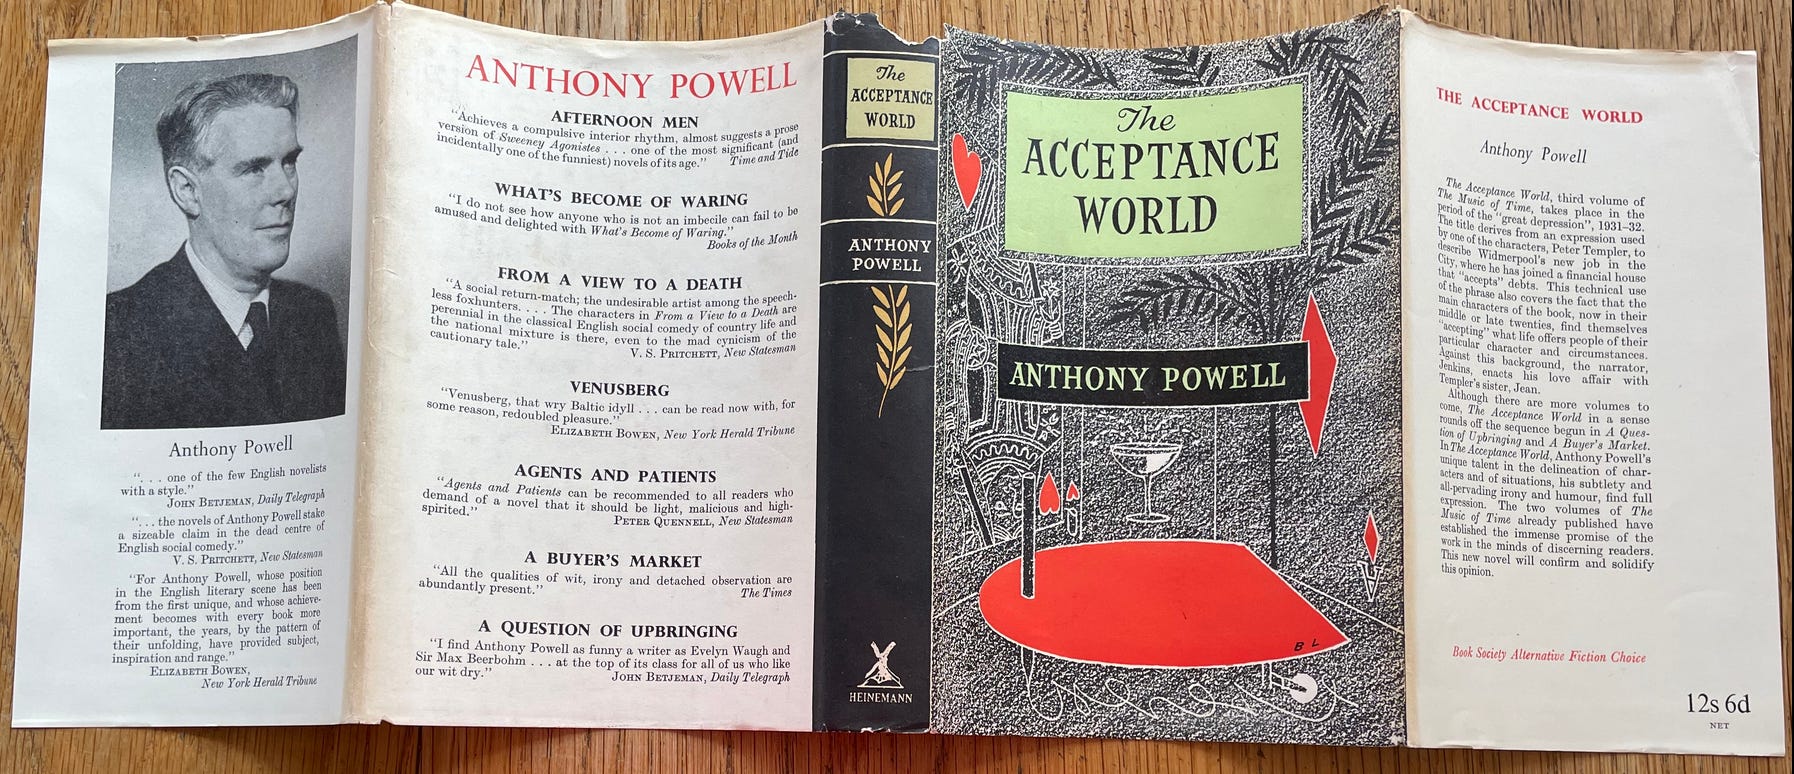 Anthony Powell
". . . one of the few English novelists
with a style."
JOHN BETJEMAN, Daily Telegraph
". . . the novels of Anthony Powell stake
a sizeable claim in the dead centre of
English social comedy."
V. S. PRITCHETT, New Statesman
"For Anthony Powell, whose position
in the English literary scene has been
from the first unique, and whose achieve-
ment becomes with every book more
important, the years, by the pattern of
their unfolding, have provided subject,
inspiration and range."
ELIZABETH BOWEN,
New York Herald Tribune
ANTHONY POWELL
AFTERNOON MEN
"Achieves a compulsive interior rhythm, almost suggests a prose
version of Sweeney Agonistes . . . one of the most significant (and
incidentally one of the funniest) novels of its age." Time and Tide
WHAT'S BECOME OF WARING
"I do not see how anyone who is not an imbecile can fail to be
amused and delighted with What's Become of Waring."
Books of the Month
FROM A VIEW TO A DEATH
"A social return-match; the undesirable artist among the speech-
less foxhunters. . . . The characters in From a View to a Death are
perennial in the classical English social comedy of country life and
the national mixture is there, even to the mad cynicism of the
cautionary tale."
V. S. PRITCHETT, New Statesman
VENUSBERG
"Venusberg, that wry Baltic idyll . . . can be read now with, for
some reason, redoubled pleasure."
ELIZABETH BOWEN, New York Herald Tribune
AGENTS AND PATIENTS
"Agents and Patients can be recommended to all readers who
demand of a novel that it should be light, malicious and high-
spirited."
PETER QUENNELL, New Statesman
A BUYER'S MARKET
"All the qualities of wit, irony and detached observation are
abundantly present."
The Times
A QUESTION OF UPBRINGING
"I find Anthony Powell as funny a writer as Evelyn Waugh and
Sir Max Beerbohm . . . at the top of its class for all of us who like
our wit dry."
JOHN BETJEMAN, Daily Telegraph
The
ACCEPTANCE
WORLD
ANTHONY
POWELL
HEINEMANN
The
ACCEPTANCE
WORLD
ANTHONY POWELL
B L
THE ACCEPTANCE WORLD
Anthony Powell
The Acceptance World, third volume of
The Music of Time, takes place in the
period of the "great depression", 1931-32.
The title derives from an expression used
by one of the characters, Peter Templer, to
describe Widmerpool's new job in the
City, where he has joined a financial house
that "accepts" debts. This technical use
of the phrase also covers the fact that the
main characters of the book, now in their
middle or late twenties, find themselves
"accepting" what life offers people of their
particular character and circumstances.
Against this background, the narrator,
Jenkins, enacts his love affair with
Templer's sister, Jean.
Although there are more volumes to
come, The Acceptance World in a sense
rounds off the sequence begun in A Ques-
tion of Upbringing and A Buyer's Market.
In The Acceptance World, Anthony Powell's
unique talent in the delineation of char-
acters and of situations, his subtlety and
all-pervading irony and humour, find full
expression. The two volumes of The
Music of Time already published have
established the immense promise of the
work in the minds of discerning readers.
This new novel will confirm and solidify
this opinion.
Book Society Alternative Fiction Choice
12s 6d
NET